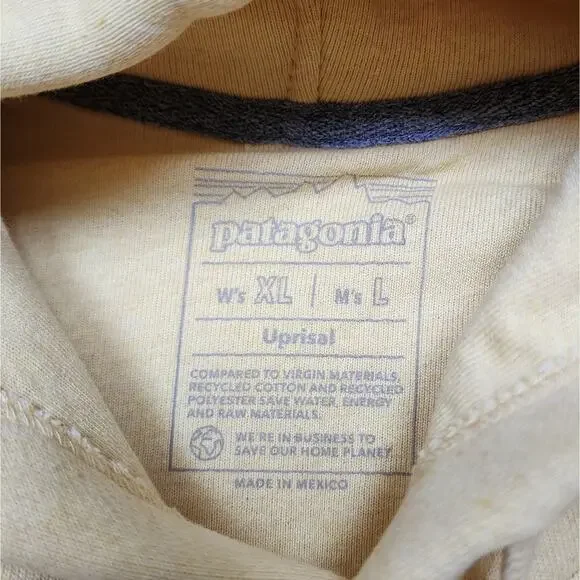 patagonia®
W's XL | M's L
Uprisal
COMPARED TO VIRGIN MATERIALS,
RECYCLED COTTON AND RECYCLED
POLYESTER SAVE WATER, ENERGY
AND RAW MATERIALS.
WE'RE IN BUSINESS TO
SAVE OUR HOME PLANET
MADE IN MEXICO